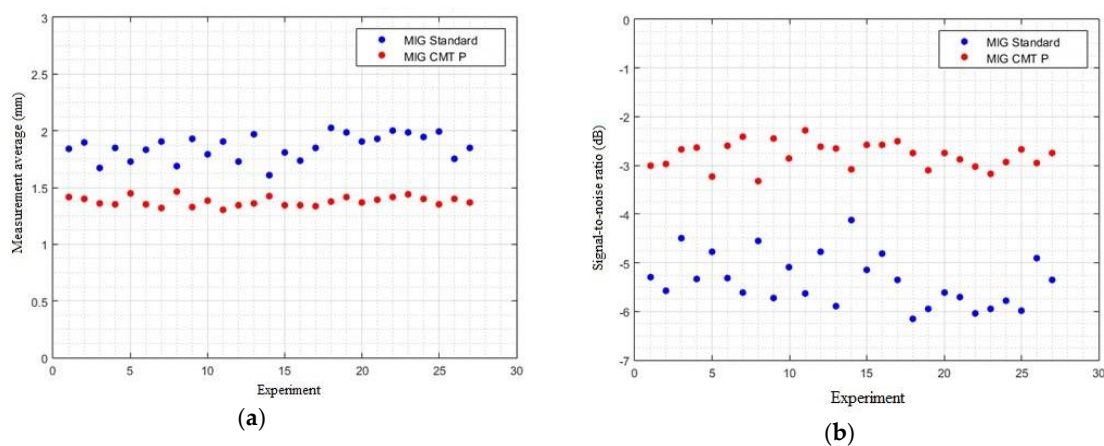 3
2.5
2
1.5
1
0.5
0
0
5
10
15
20
25
30
Measurement average (mm)
Experiment
MIG Standard
MIG CMT P
(a)
0
-1
-2
-3
-4
-5
-6
-7
0
5
10
15
20
25
30
Signal-to-noise ratio (dB)
Experiment
MIG Standard
MIG CMT P
(b)